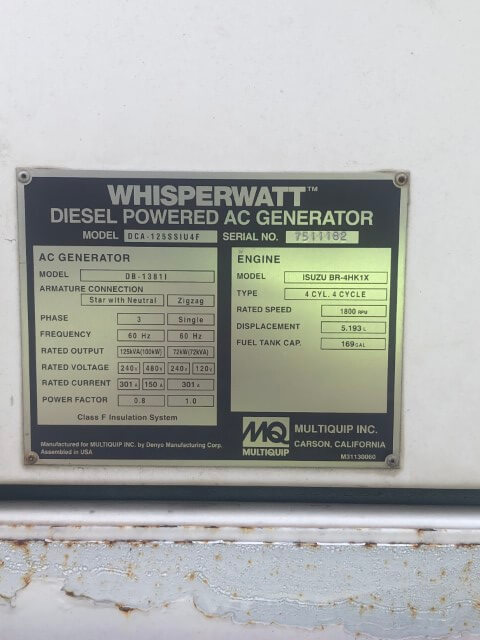 WHISPERWATT™
DIESEL POWERED AC GENERATOR
MODEL DCA-125SSIU4F SERIAL NO. 7511182
AC GENERATOR
MODEL DB-1381I
ARMATURE CONNECTION
Star with Neutral Zigzag
PHASE 3 Single
FREQUENCY 60 Hz 60 Hz
RATED OUTPUT 125kVA(100kW) 72kW(72kVA)
RATED VOLTAGE 240V 480V 240V 120V
RATED CURRENT 301A 150A 301A
POWER FACTOR 0.8 1.0
Class F Insulation System
ENGINE
MODEL ISUZU BR-4HK1X
TYPE 4 CYL. 4 CYCLE
RATED SPEED 1800 RPM
DISPLACEMENT 5.193 L
FUEL TANK CAP. 169 GAL
Manufactured for MULTIQUIP INC. by Denyo Manufacturing Corp.
Assembled in USA
MQ
MULTIQUIP
MULTIQUIP INC.
CARSON, CALIFORNIA
M31130060